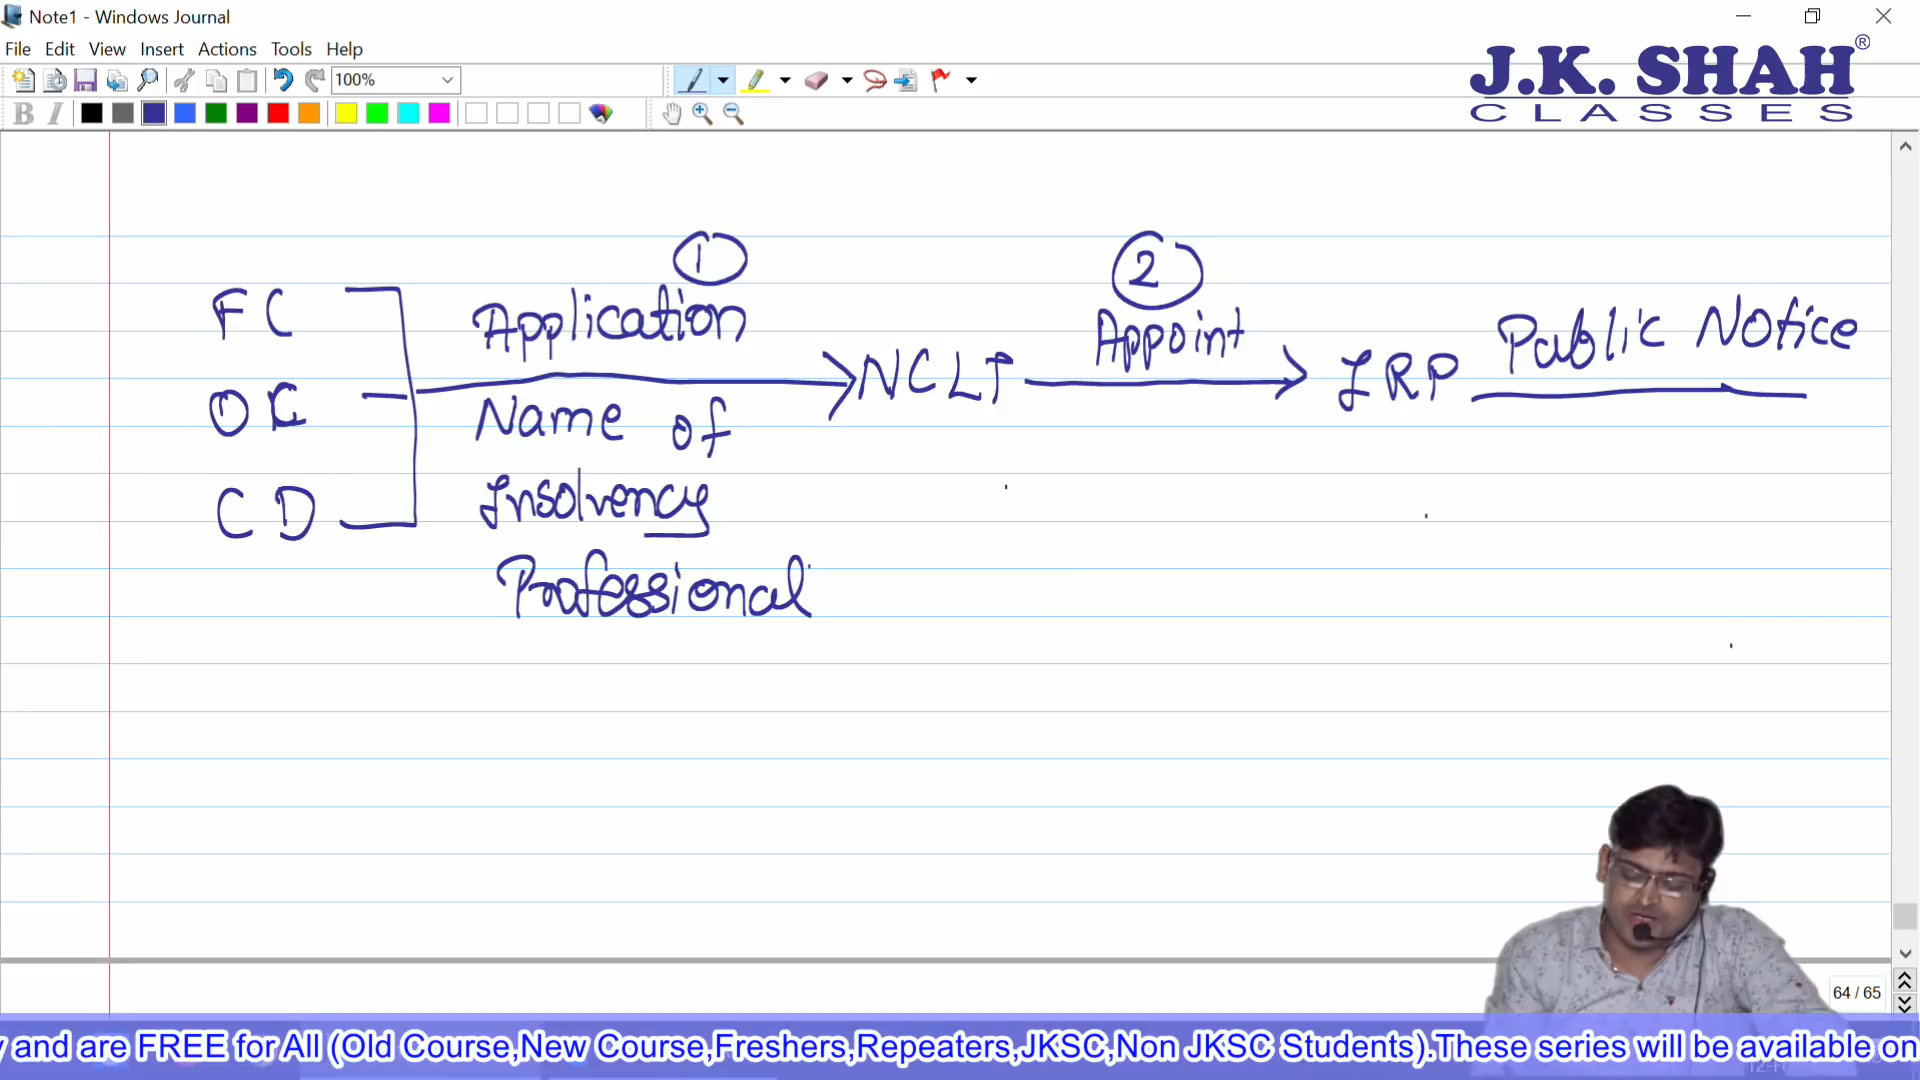 Note1 - Windows Journal
File Edit View Insert Actions Tools Help
100%
B I
J.K. SHAH®
CLASSES
1
2
FC
Application
Appoint
Public Notice
NCLT
IRP
OC
Name of
Insolvency
CD
Professional
64 / 65
y and are FREE for All (Old Course,New Course,Freshers,Repeaters,JKSC,Non JKSC Students).These series will be available on